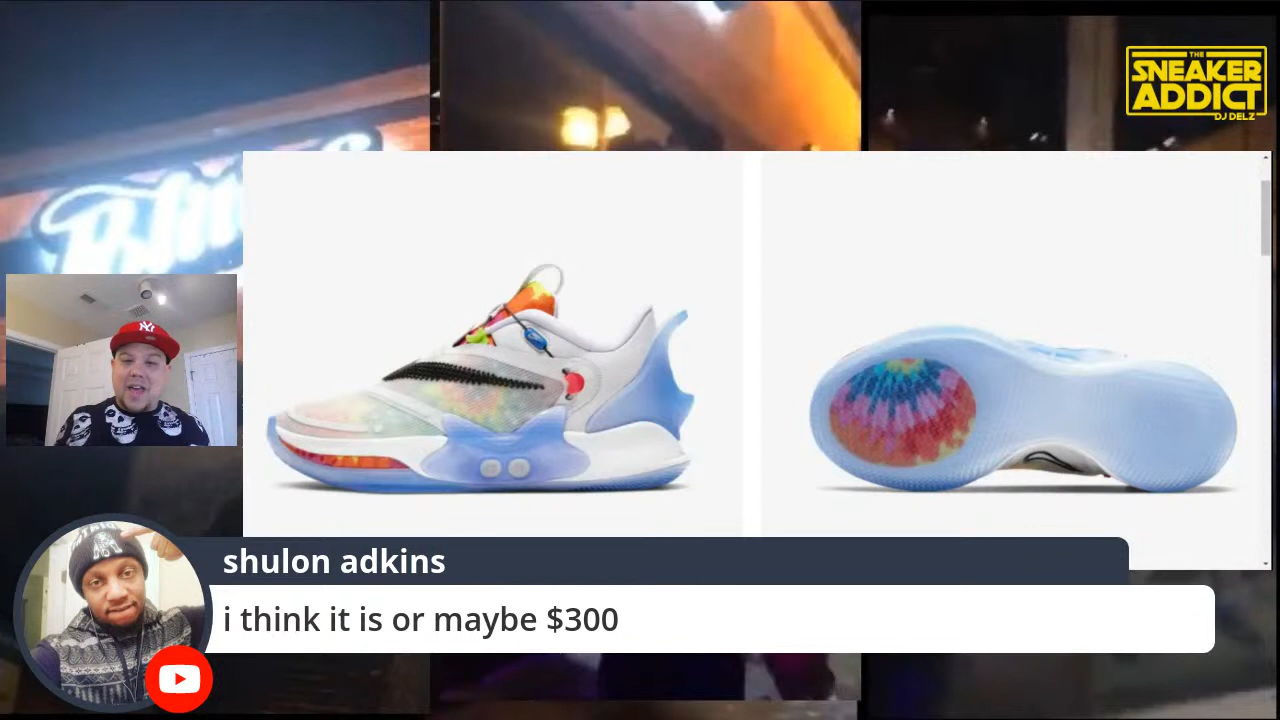 THE
SNEAKER
ADDICT
DJ DELZ
NY
shulon adkins
i think it is or maybe $300